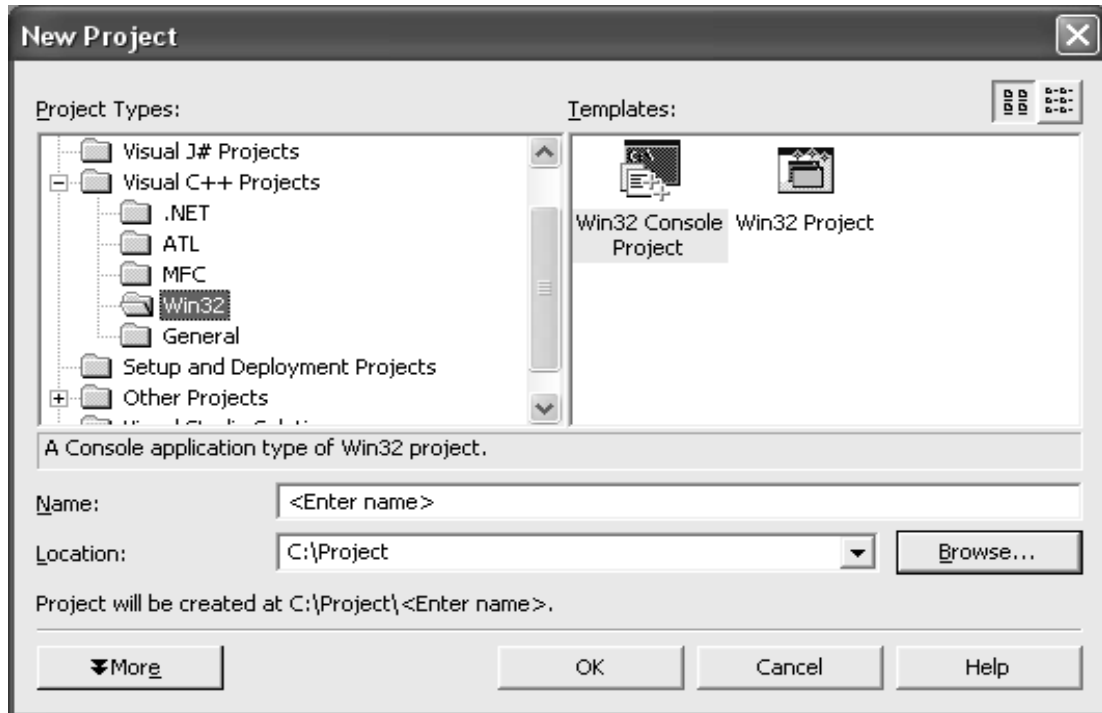 New Project
Project Types:
Templates:
Visual J# Projects
Visual C++ Projects
.NET
ATL
MFC
Win32
General
Setup and Deployment Projects
Other Projects
Win32 Console
Project
Win32 Project
A Console application type of Win32 project.
Name:
<Enter name>
Location:
C:\Project
Browse...
Project will be created at C:\Project\<Enter name>.
More
OK
Cancel
Help